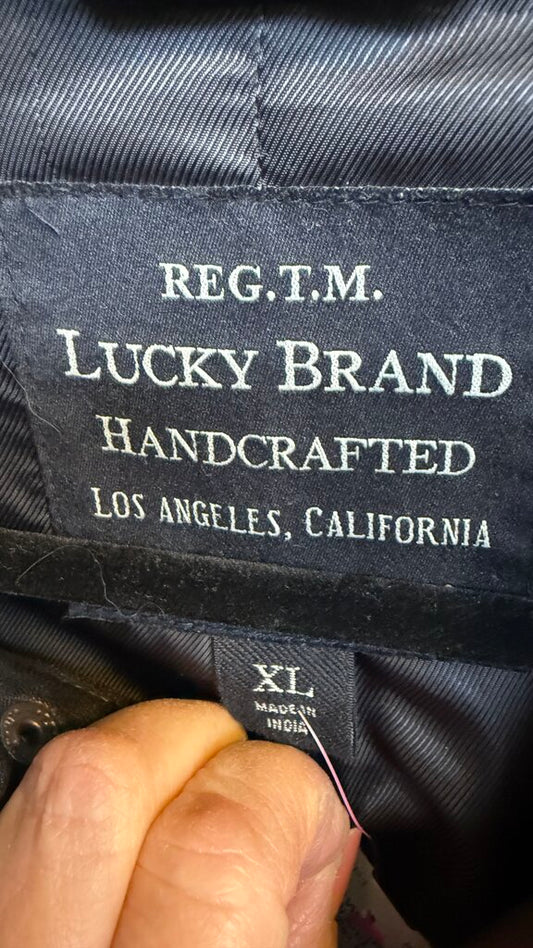 REG.T.M.
LUCKY BRAND
HANDCRAFTED
LOS ANGELES, CALIFORNIA
XL
MADE IN
INDIA